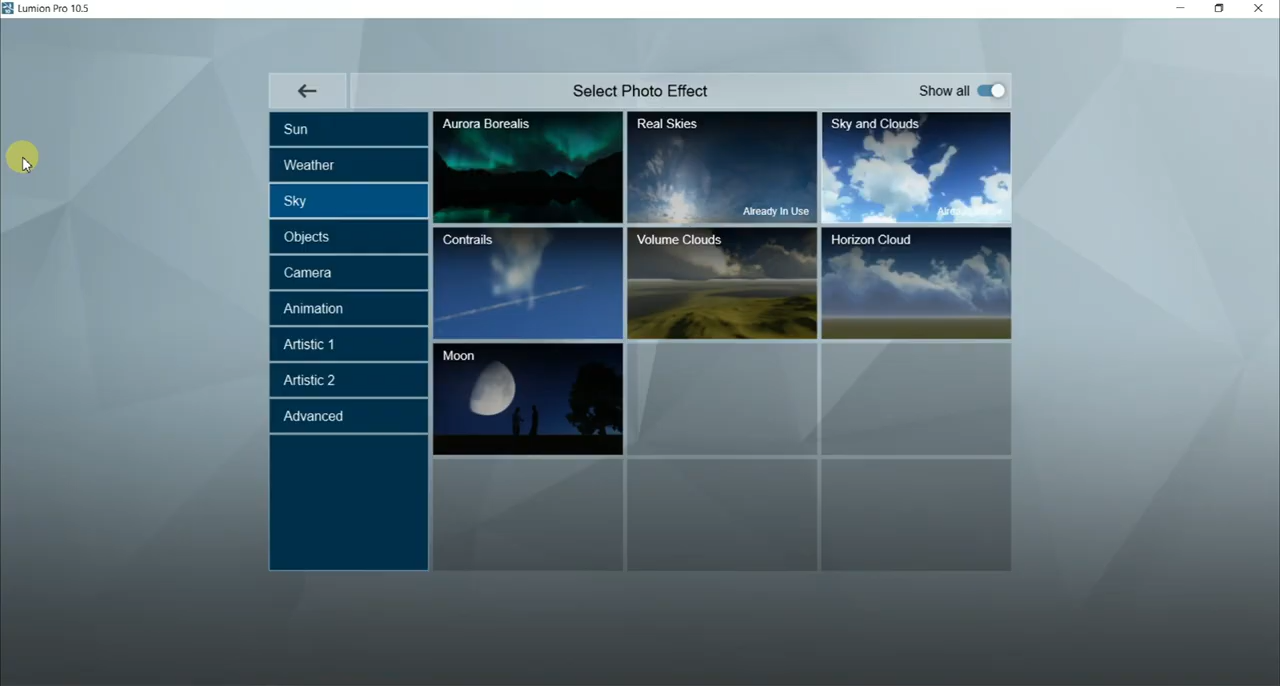 Lumion Pro 10.5
Select Photo Effect
Show all
Sun
Weather
Sky
Objects
Camera
Animation
Artistic 1
Artistic 2
Advanced
Aurora Borealis
Real Skies
Already In Use
Sky and Clouds
Contrails
Volume Clouds
Horizon Cloud
Moon